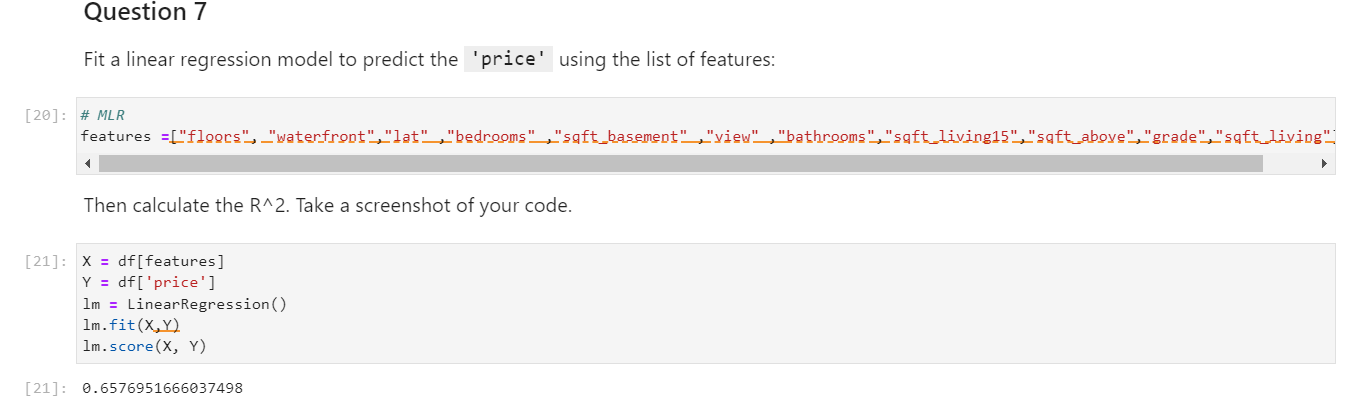 Question 7
Fit a linear regression model to predict the 'price' using the list of features:
[20]: # MLR
features =["floors", "waterfront","lat" ,"bedrooms" ,"sqft_basement" ,"view" ,"bathrooms","sqft_living15","sqft_above","grade","sqft_living"]
Then calculate the R^2. Take a screenshot of your code.
[21]: X = df[features]
Y = df['price']
lm = LinearRegression()
lm.fit(X,Y)
lm.score(X, Y)
[21]: 0.6576951666037498